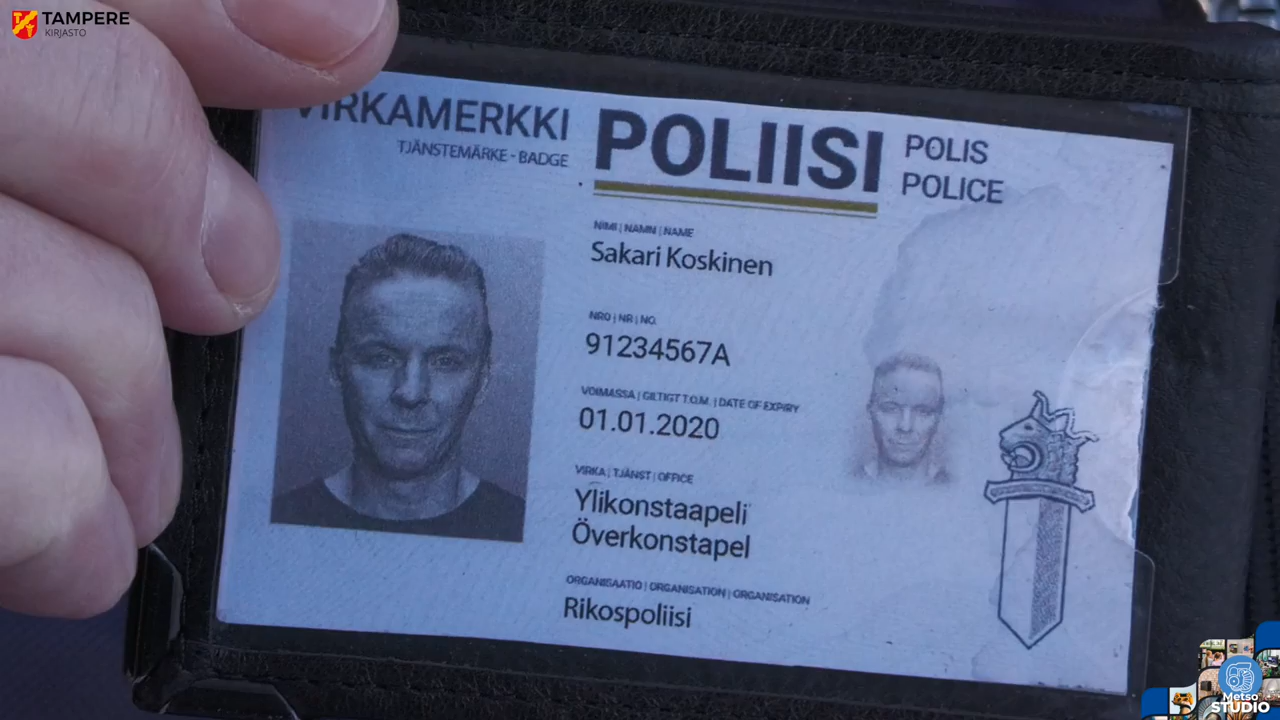 TAMPERE
KIRJASTO
VIRKAMERKKI
TJÄNSTEMÄRKE - BADGE
POLIISI
POLIS
POLICE
NIMI | NAMN | NAME
Sakari Koskinen
NRO | NR | NO.
91234567A
VOIMASSA | GILTIGT T.O.M. | DATE OF EXPIRY
01.01.2020
VIRKA | TJÄNST | OFFICE
Ylikonstaapeli
Överkonstapel
ORGANISAATIO | ORGANISATION | ORGANISATION
Rikospoliisi
Metso
STUDIO